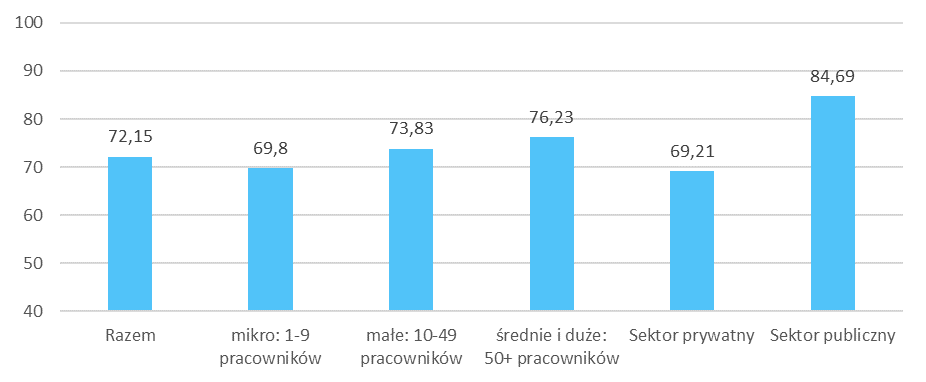 100
90
80
70
60
50
40
72,15
69,8
73,83
76,23
69,21
84,69
Razem
mikro: 1-9
pracowników
małe: 10-49
pracowników
średnie i duże:
50+ pracowników
Sektor prywatny
Sektor publiczny